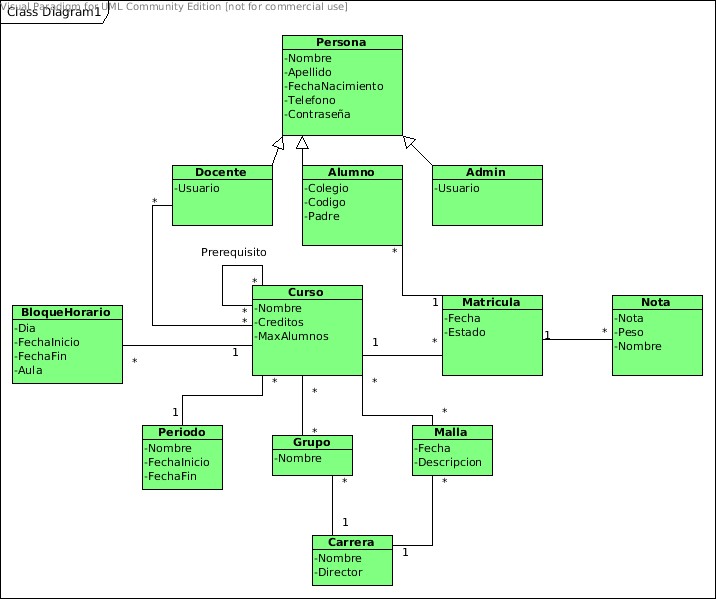 Visual Paradigm for UML Community Edition [not for commercial use]
Class Diagram1
Persona
-Nombre
-Apellido
-FechaNacimiento
-Telefono
-Contraseña
Docente
-Usuario
Alumno
-Colegio
-Codigo
-Padre
Admin
-Usuario
*
*
Prerequisito
*
*
*
Curso
-Nombre
-Creditos
-MaxAlumnos
BloqueHorario
-Dia
-FechaInicio
-FechaFin
-Aula
*
1
1
Matricula
-Fecha
-Estado
1
*
1
*
Nota
-Nota
-Peso
-Nombre
*
1
Periodo
-Nombre
-FechaInicio
-FechaFin
*
*
Grupo
-Nombre
*
*
Malla
-Fecha
-Descripcion
*
1
*
1
Carrera
-Nombre
-Director